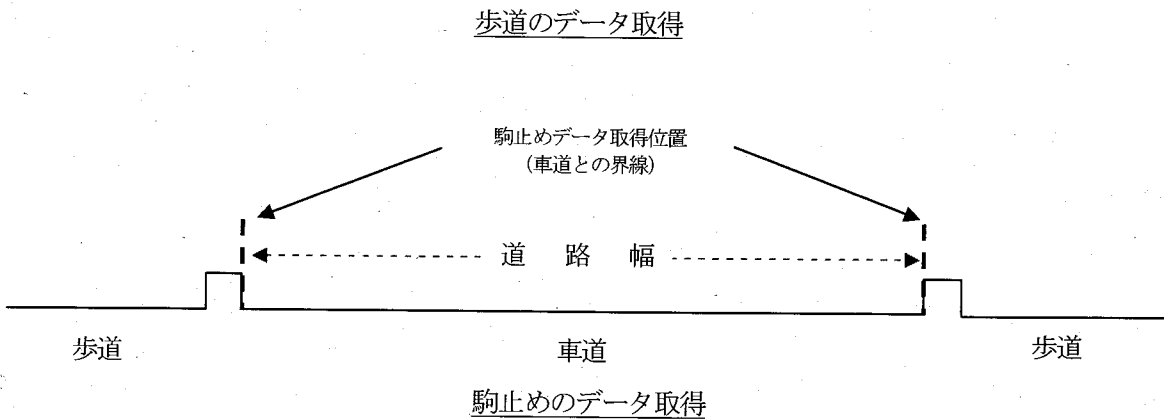 歩道のデータ取得
駒止めデータ取得位置
(車道との界線)
道路幅
歩道
車道
歩道
駒止めのデータ取得